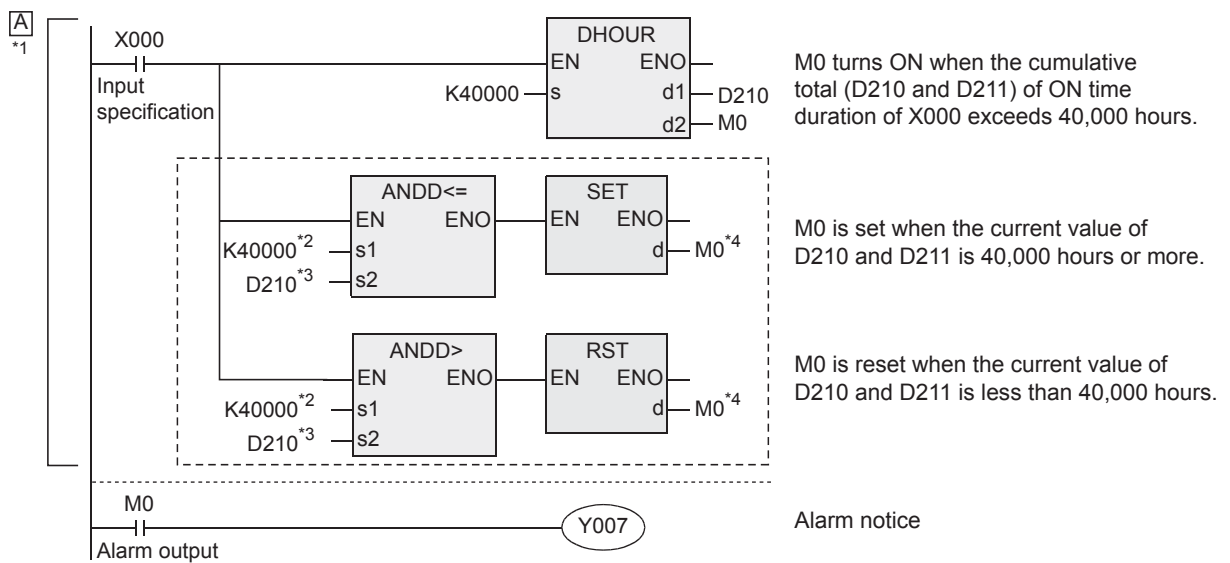 A
*1
X000
Input
specification
DHOUR
EN ENO
K40000 s d1 D210
d2 M0
M0 turns ON when the cumulative
total (D210 and D211) of ON time
duration of X000 exceeds 40,000 hours.
ANDD<=
EN ENO
K40000*2 s1
D210*3 s2
SET
EN ENO
d M0*4
M0 is set when the current value of
D210 and D211 is 40,000 hours or more.
ANDD>
EN ENO
K40000*2 s1
D210*3 s2
RST
EN ENO
d M0*4
M0 is reset when the current value of
D210 and D211 is less than 40,000 hours.
M0
Alarm output
Y007
Alarm notice